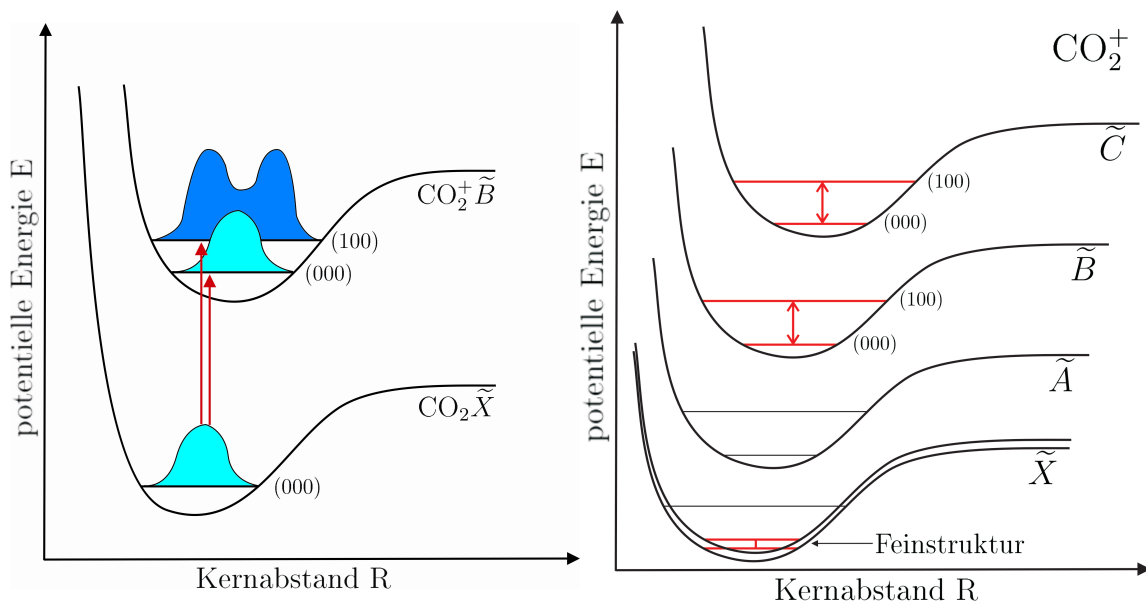 potentielle Energie E
CO₂⁺ B̃
(100)
(000)
CO₂X̃
(000)
Kernabstand R
potentielle Energie E
CO₂⁺
C̃
(100)
(000)
B̃
(100)
(000)
Ã
X̃
Feinstruktur
Kernabstand R